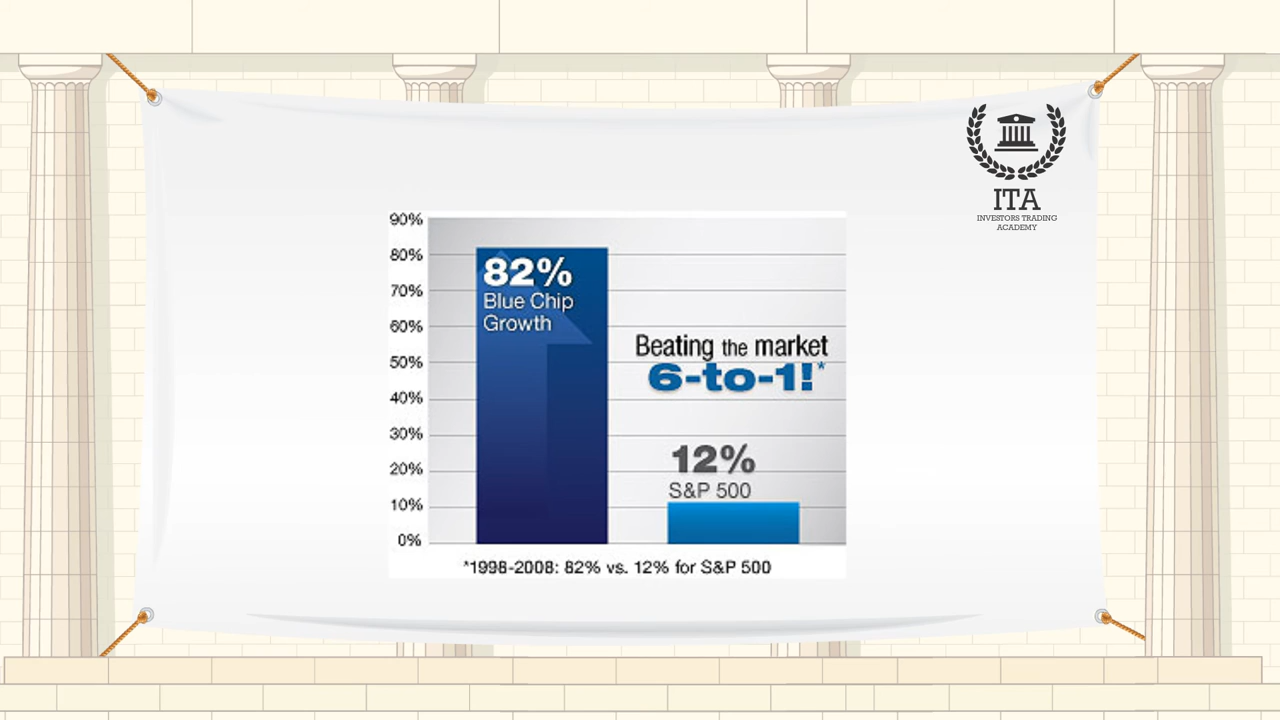 ITA
INVESTORS TRADING
ACADEMY
90%
80%
70%
60%
50%
40%
30%
20%
10%
0%
82%
Blue Chip
Growth
Beating the market
6-to-1!*
12%
S&P 500
*1998-2008: 82% vs. 12% for S&P 500